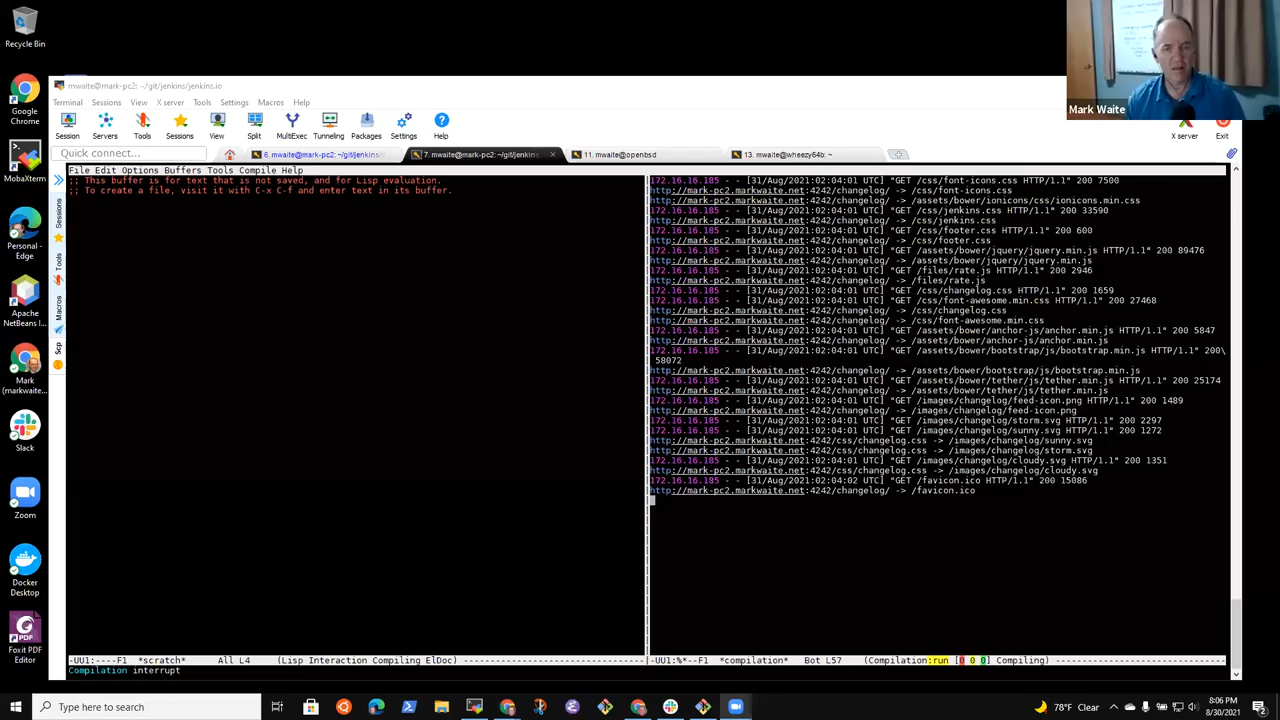 Recycle Bin
Google Chrome
MobaXterm
Personal - Edge
Apache NetBeans I...
Mark (markwaite...
Slack
Zoom
Docker Desktop
Foxit PDF Editor
Mark Waite
mwaite@mark-pc2: ~/git/jenkins.io
Terminal Sessions View X server Tools Settings Macros Help
Session Servers Tools Sessions View Split MultiExec Tunneling Packages Settings Help X server Exit
Quick connect...
6. mwaite@mark-pc2:~/git/jenkins/
7. mwaite@mark-pc2: ~/git/jenkins
11. mwaite@openbsd
13. mwaite@wheezy64b: ~
Sessions
Tools
Macros
Scp
File Edit Options Buffers Tools Compile Help
;; This buffer is for text that is not saved, and for Lisp evaluation.
;; To create a file, visit it with C-x C-f and enter text in its buffer.
172.16.16.185 - - [31/Aug/2021:02:04:01 UTC] "GET /css/font-icons.css HTTP/1.1" 200 7500
http://mark-pc2.markwaite.net:4242/changelog/ -> /css/font-icons.css
http://mark-pc2.markwaite.net:4242/changelog/ -> /assets/bower/ionicons/css/ionicons.min.css
172.16.16.185 - - [31/Aug/2021:02:04:01 UTC] "GET /css/jenkins.css HTTP/1.1" 200 33590
http://mark-pc2.markwaite.net:4242/changelog/ -> /css/jenkins.css
172.16.16.185 - - [31/Aug/2021:02:04:01 UTC] "GET /css/footer.css HTTP/1.1" 200 600
http://mark-pc2.markwaite.net:4242/changelog/ -> /css/footer.css
172.16.16.185 - - [31/Aug/2021:02:04:01 UTC] "GET /assets/bower/jquery/jquery.min.js HTTP/1.1" 200 89476
http://mark-pc2.markwaite.net:4242/changelog/ -> /assets/bower/jquery/jquery.min.js
172.16.16.185 - - [31/Aug/2021:02:04:01 UTC] "GET /files/rate.js HTTP/1.1" 200 2946
http://mark-pc2.markwaite.net:4242/changelog/ -> /files/rate.js
172.16.16.185 - - [31/Aug/2021:02:04:01 UTC] "GET /css/changelog.css HTTP/1.1" 200 1659
172.16.16.185 - - [31/Aug/2021:02:04:01 UTC] "GET /css/font-awesome.min.css HTTP/1.1" 200 27468
http://mark-pc2.markwaite.net:4242/changelog/ -> /css/changelog.css
http://mark-pc2.markwaite.net:4242/changelog/ -> /css/font-awesome.min.css
172.16.16.185 - - [31/Aug/2021:02:04:01 UTC] "GET /assets/bower/anchor-js/anchor.min.js HTTP/1.1" 200 5847
http://mark-pc2.markwaite.net:4242/changelog/ -> /assets/bower/anchor-js/anchor.min.js
172.16.16.185 - - [31/Aug/2021:02:04:01 UTC] "GET /assets/bower/bootstrap/js/bootstrap.min.js HTTP/1.1" 200\
58072
http://mark-pc2.markwaite.net:4242/changelog/ -> /assets/bower/bootstrap/js/bootstrap.min.js
172.16.16.185 - - [31/Aug/2021:02:04:01 UTC] "GET /assets/bower/tether/js/tether.min.js HTTP/1.1" 200 25174
http://mark-pc2.markwaite.net:4242/changelog/ -> /assets/bower/tether/js/tether.min.js
172.16.16.185 - - [31/Aug/2021:02:04:01 UTC] "GET /images/changelog/feed-icon.png HTTP/1.1" 200 1489
http://mark-pc2.markwaite.net:4242/changelog/ -> /images/changelog/feed-icon.png
172.16.16.185 - - [31/Aug/2021:02:04:01 UTC] "GET /images/changelog/storm.svg HTTP/1.1" 200 2297
172.16.16.185 - - [31/Aug/2021:02:04:01 UTC] "GET /images/changelog/sunny.svg HTTP/1.1" 200 1272
http://mark-pc2.markwaite.net:4242/css/changelog.css -> /images/changelog/sunny.svg
http://mark-pc2.markwaite.net:4242/css/changelog.css -> /images/changelog/storm.svg
172.16.16.185 - - [31/Aug/2021:02:04:01 UTC] "GET /images/changelog/cloudy.svg HTTP/1.1" 200 1351
http://mark-pc2.markwaite.net:4242/css/changelog.css -> /images/changelog/cloudy.svg
172.16.16.185 - - [31/Aug/2021:02:04:02 UTC] "GET /favicon.ico HTTP/1.1" 200 15086
http://mark-pc2.markwaite.net:4242/changelog/ -> /favicon.ico
-UU1:----F1 *scratch* All L4 (Lisp Interaction Compiling ElDoc)
-UU1:%*--F1 *compilation* Bot L57 (Compilation:run [0 0 0] Compiling)
Compilation interrupt
Type here to search
78°F Clear
8:06 PM
8/30/2021
2